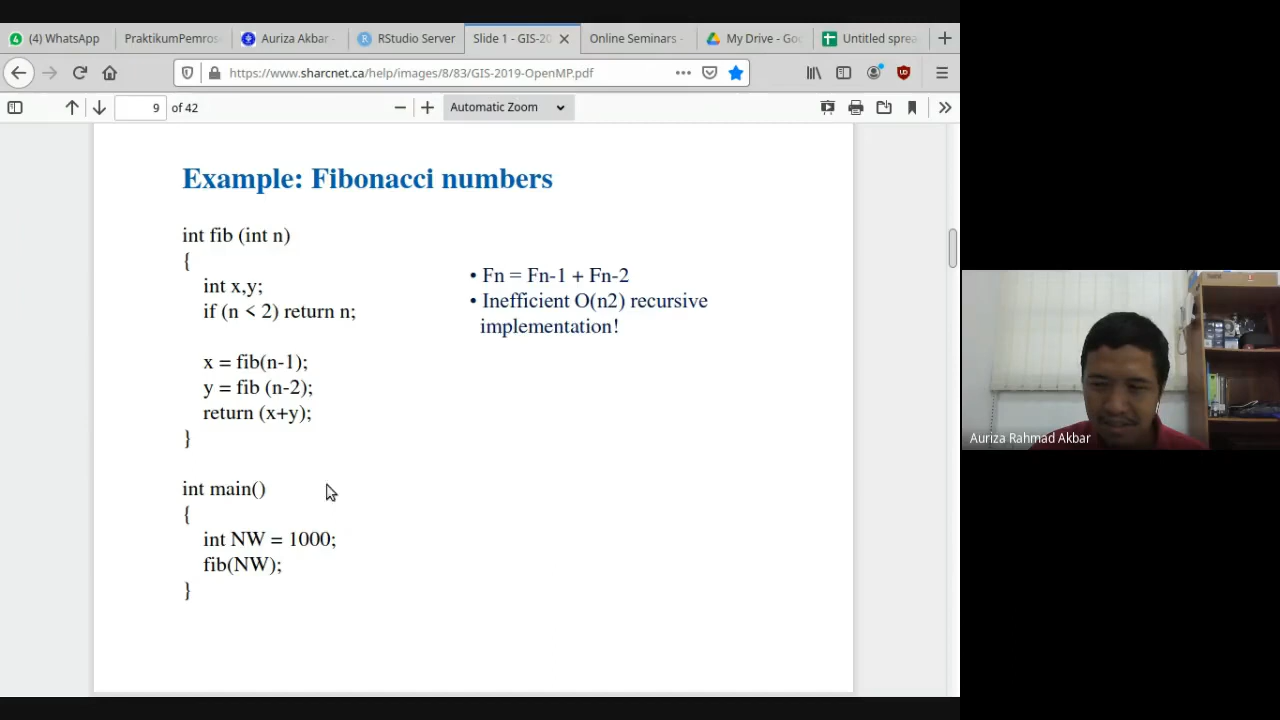 (4) WhatsApp
PraktikumPemros
Auriza Akbar -
RStudio Server
Slide 1 - GIS-20
Online Seminars -
My Drive - Goo
Untitled sprea
https://www.sharcnet.ca/help/images/8/83/GIS-2019-OpenMP.pdf
9 of 42
Automatic Zoom
Example: Fibonacci numbers
int fib (int n)
{
int x,y;
if (n < 2) return n;
x = fib(n-1);
y = fib (n-2);
return (x+y);
}
int main()
{
int NW = 1000;
fib(NW);
}
• Fn = Fn-1 + Fn-2
• Inefficient O(n2) recursive
implementation!
Auriza Rahmad Akbar